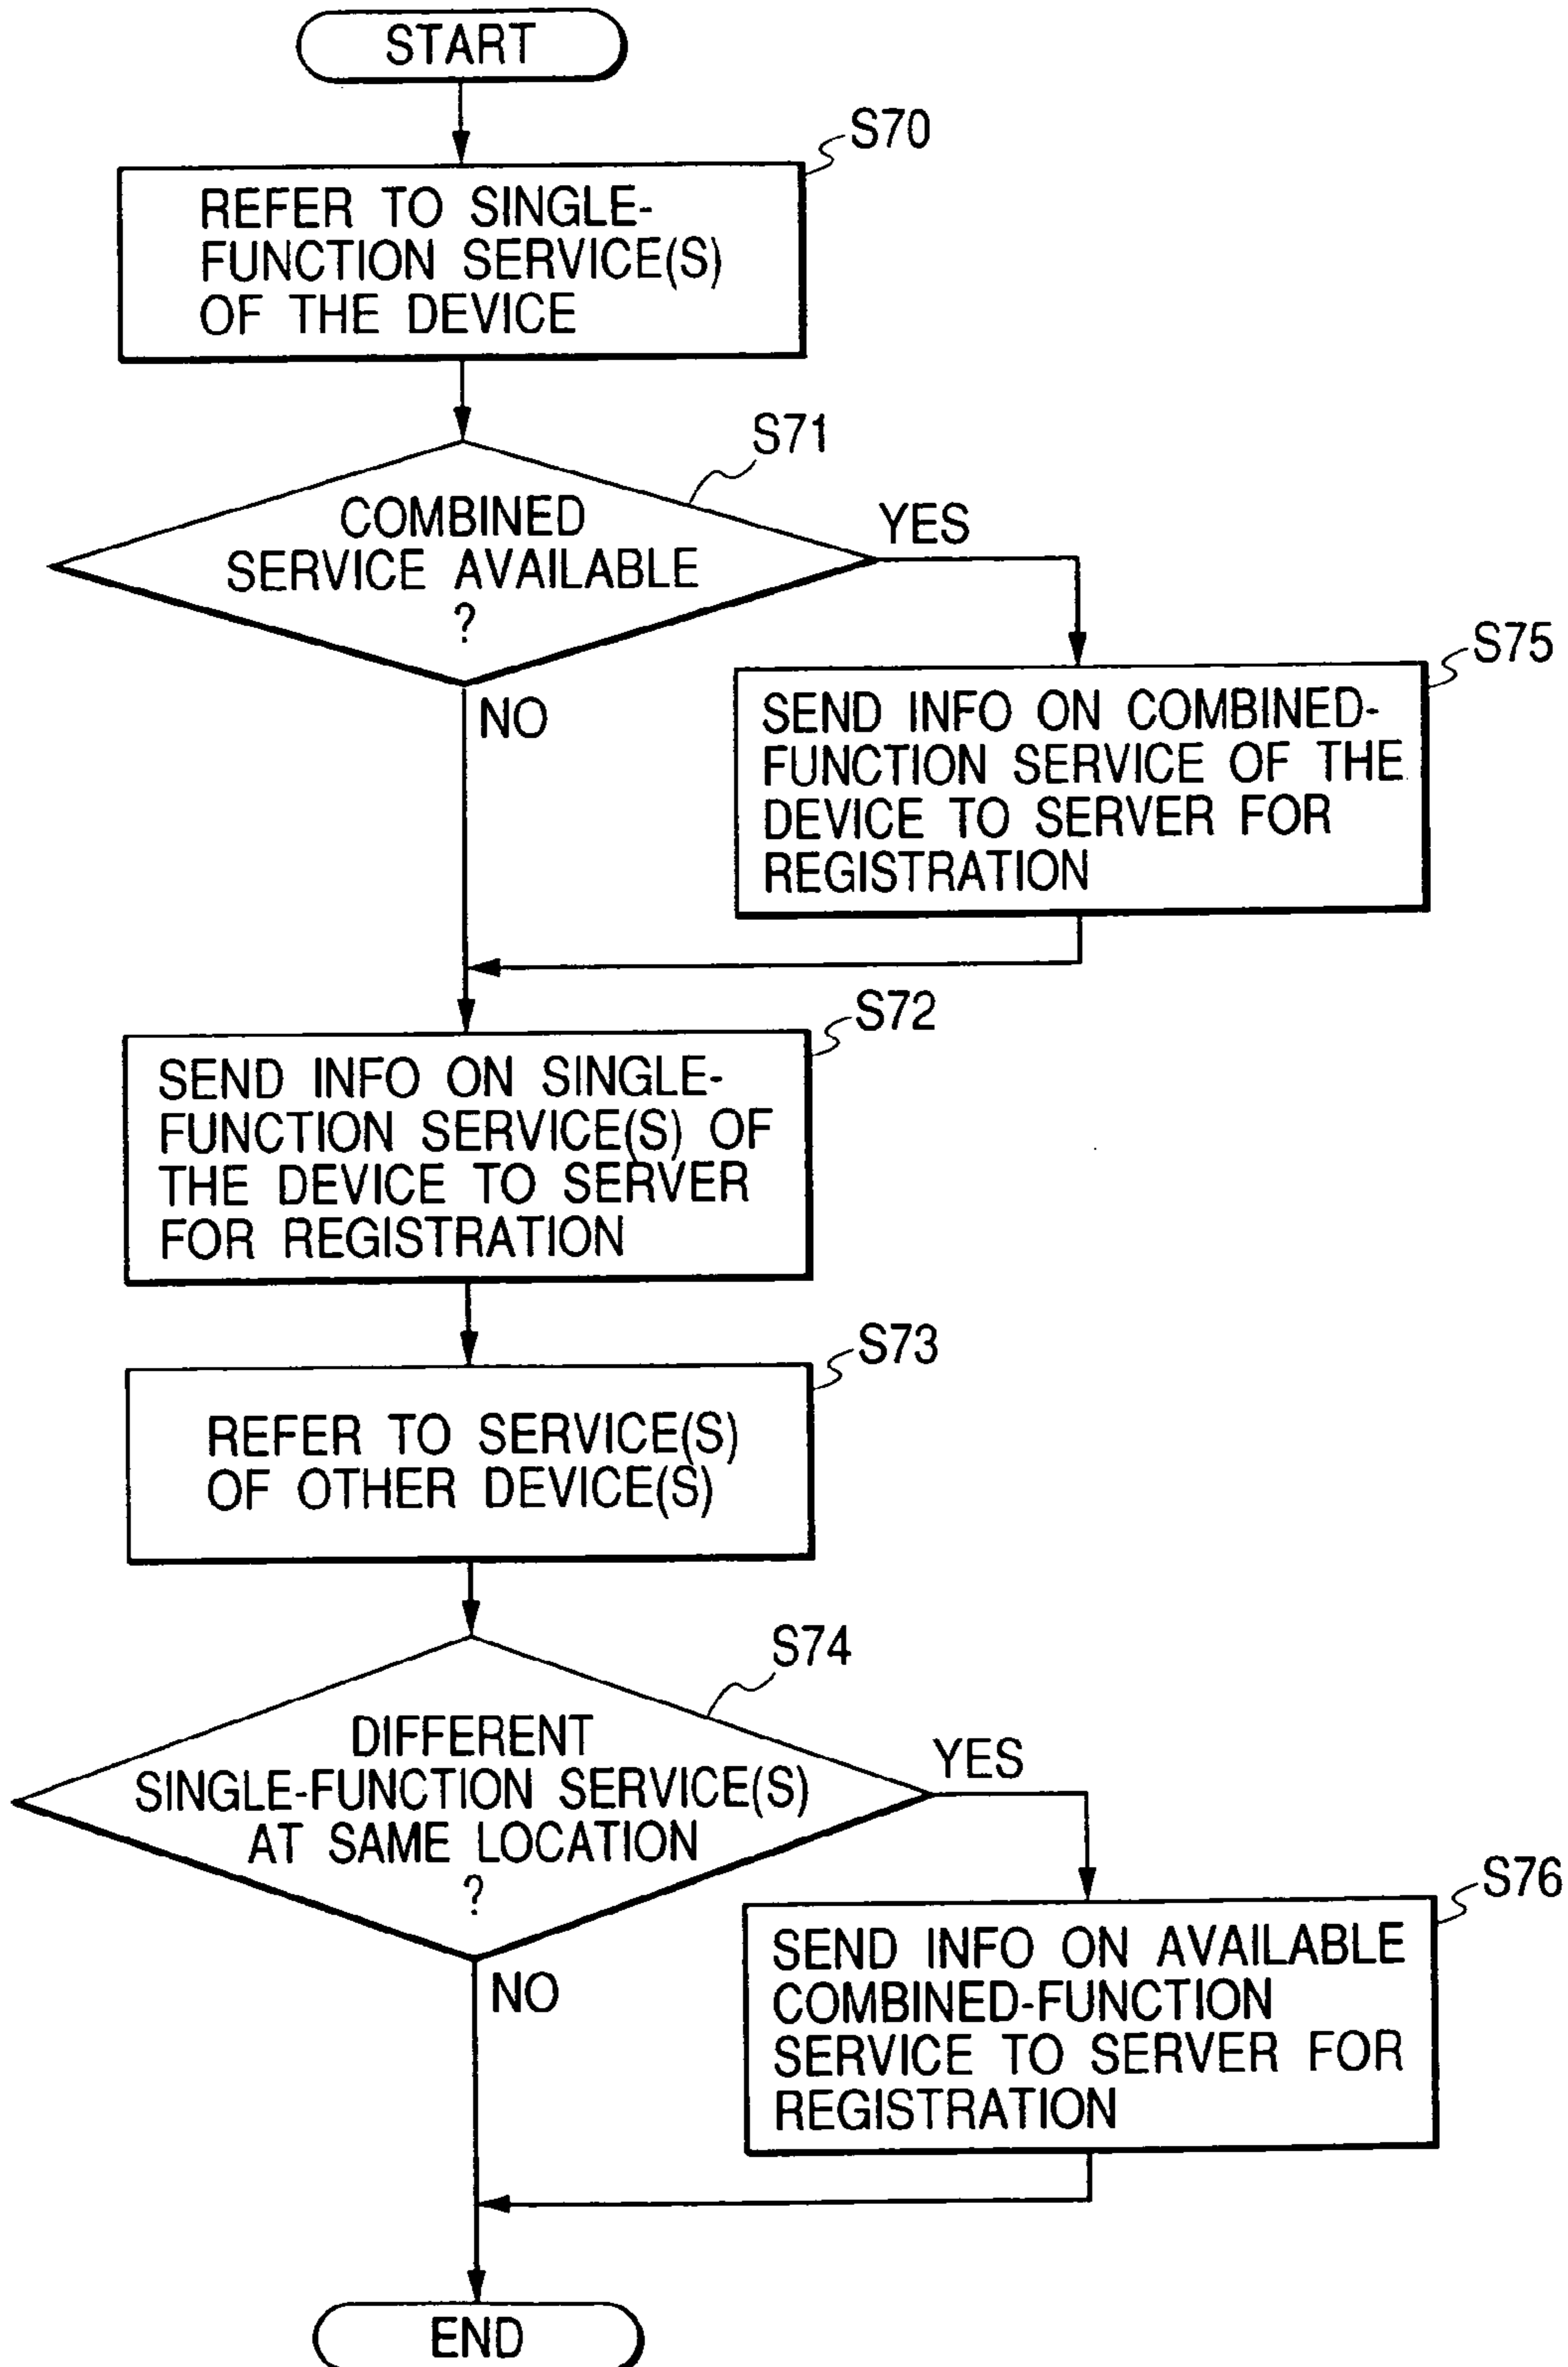 START
S70
REFER TO SINGLE-
FUNCTION SERVICE(S)
OF THE DEVICE
S71
COMBINED
SERVICE AVAILABLE
?
YES
NO
S75
SEND INFO ON COMBINED-
FUNCTION SERVICE OF THE
DEVICE TO SERVER FOR
REGISTRATION
S72
SEND INFO ON SINGLE-
FUNCTION SERVICE(S) OF
THE DEVICE TO SERVER
FOR REGISTRATION
S73
REFER TO SERVICE(S)
OF OTHER DEVICE(S)
S74
DIFFERENT
SINGLE-FUNCTION SERVICE(S)
AT SAME LOCATION
?
YES
NO
S76
SEND INFO ON AVAILABLE
COMBINED-FUNCTION
SERVICE TO SERVER FOR
REGISTRATION
END